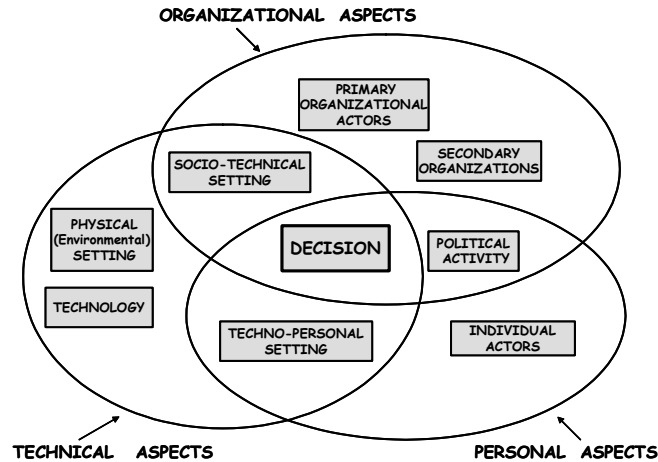 ORGANIZATIONAL ASPECTS
PRIMARY
ORGANIZATIONAL
ACTORS
SECONDARY
ORGANIZATIONS
SOCIO-TECHNICAL
SETTING
PHYSICAL
(Environmental)
SETTING
DECISION
POLITICAL
ACTIVITY
TECHNOLOGY
TECHNO-PERSONAL
SETTING
INDIVIDUAL
ACTORS
TECHNICAL ASPECTS
PERSONAL ASPECTS